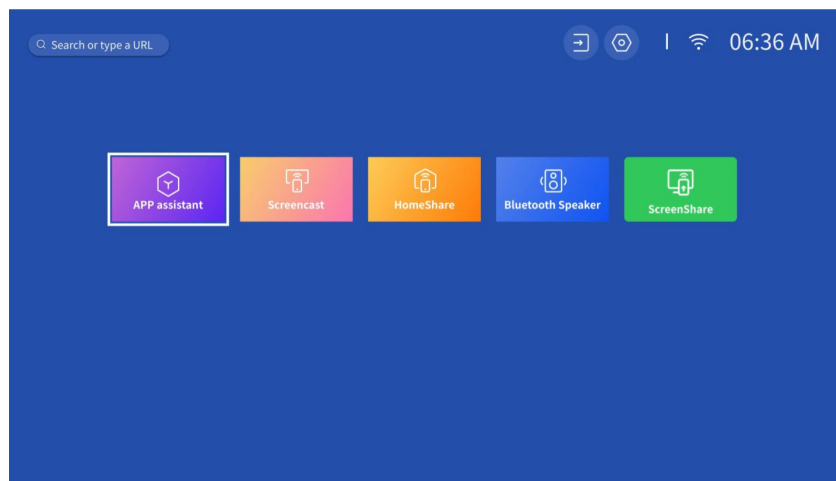 Search or type a URL
06:36 AM
APP assistant
Screencast
HomeShare
Bluetooth Speaker
ScreenShare